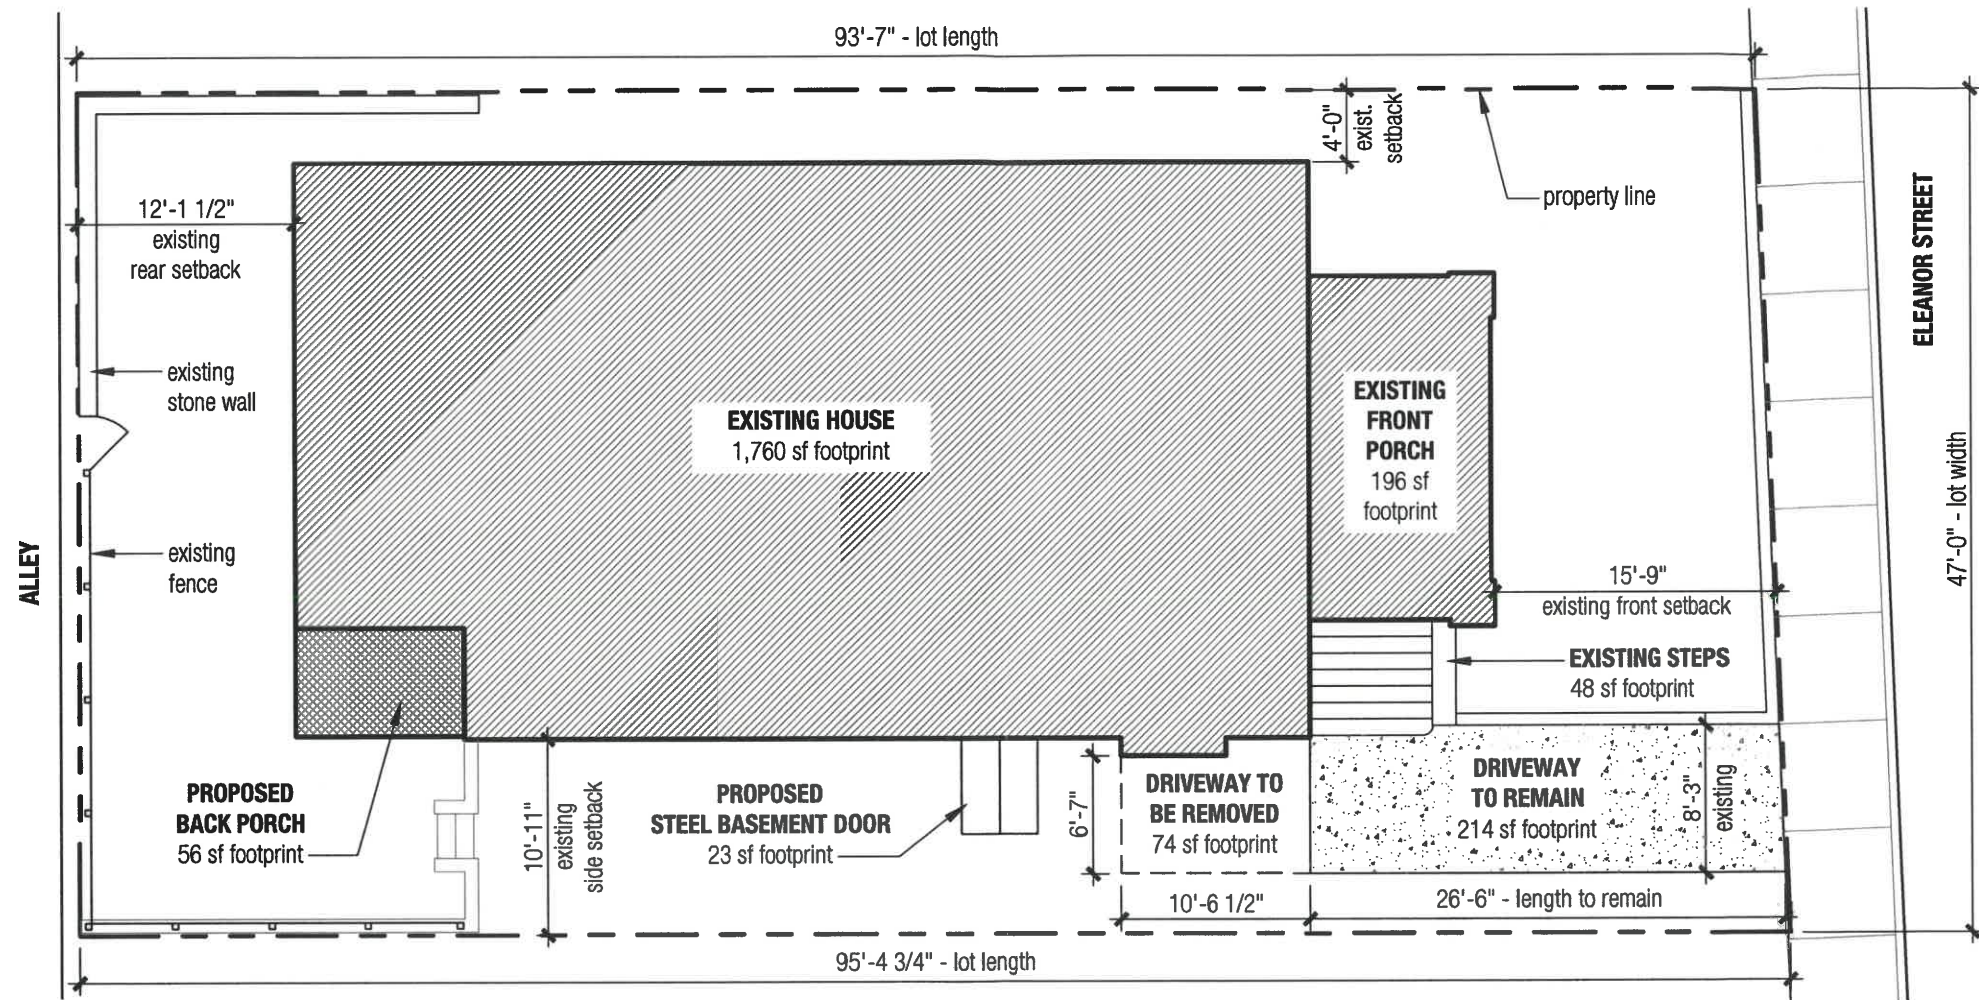 93'-7" - lot length
4'-0"
exist.
setback
property line
ELEANOR STREET
12'-1 1/2"
existing
rear setback
existing
stone wall
EXISTING HOUSE
1,760 sf footprint
EXISTING
FRONT
PORCH
196 sf
footprint
47'-0" - lot width
ALLEY
existing
fence
15'-9"
existing front setback
EXISTING STEPS
48 sf footprint
PROPOSED
BACK PORCH
56 sf footprint
10'-11"
existing
side setback
PROPOSED
STEEL BASEMENT DOOR
23 sf footprint
6'-7"
DRIVEWAY TO
BE REMOVED
74 sf footprint
DRIVEWAY
TO REMAIN
214 sf footprint
8'-3"
existing
10'-6 1/2"
26'-6" - length to remain
95'-4 3/4" - lot length